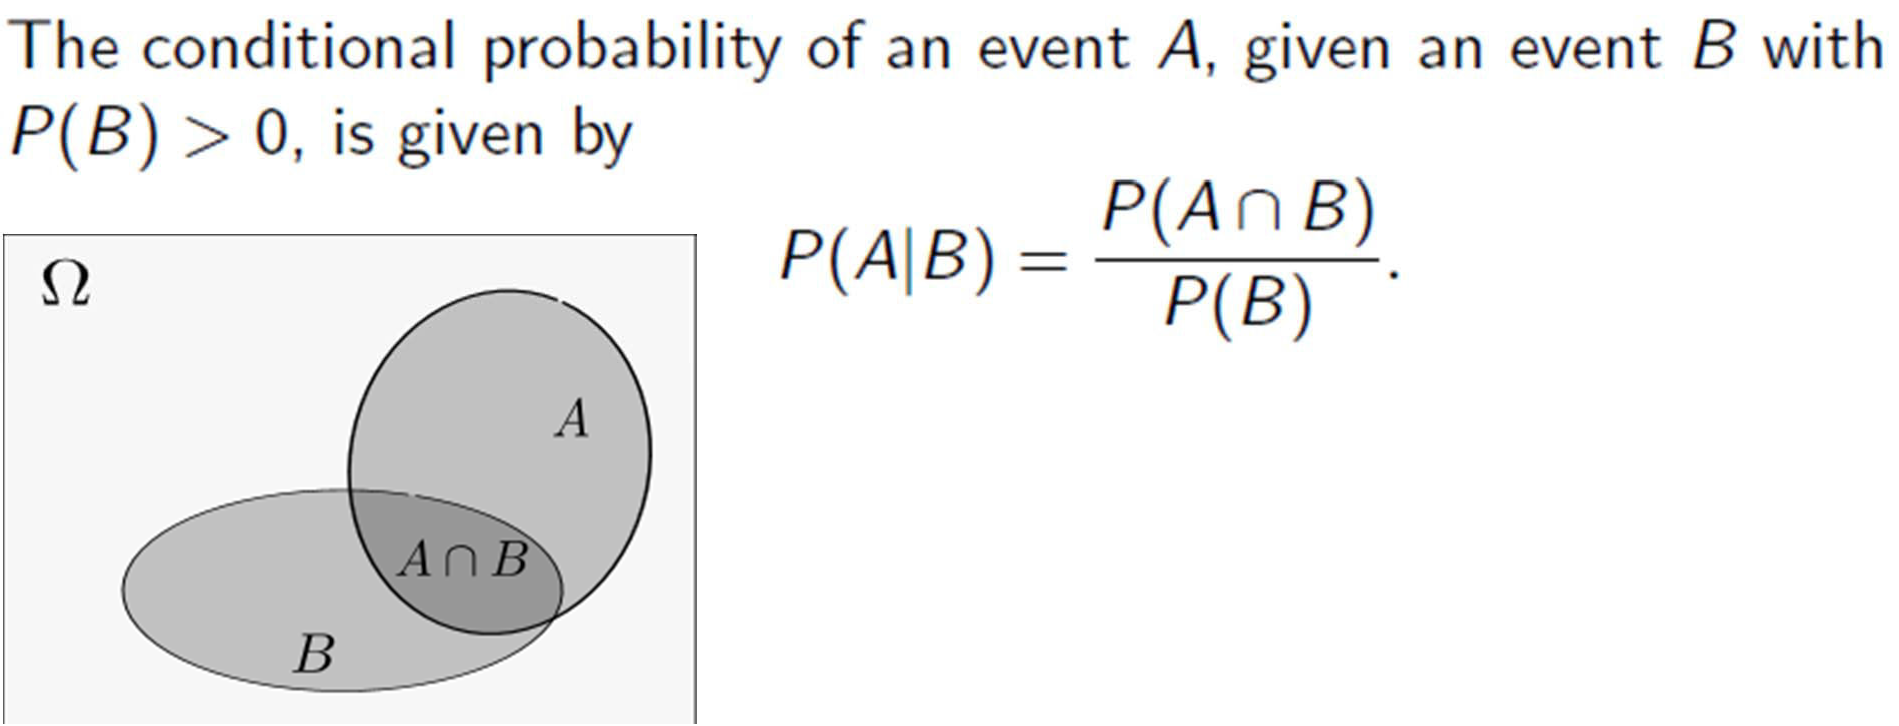 The conditional probability of an event A, given an event B with
P(B) > 0, is given by
P(A|B) = P(A ∩ B) / P(B).
Ω
A
A ∩ B
B